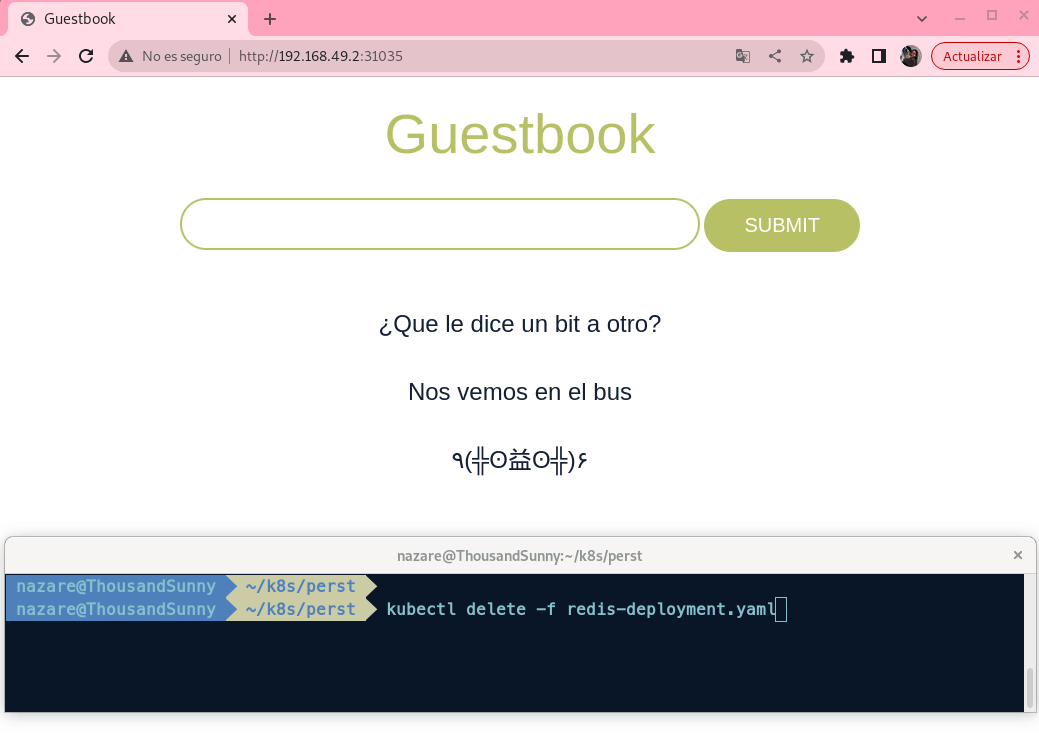 Guestbook
No es seguro | http://192.168.49.2:31035
Actualizar
Guestbook
SUBMIT
¿Que le dice un bit a otro?
Nos vemos en el bus
٩(╬ʘ益ʘ╬)۶
nazare@ThousandSunny:~/k8s/perst
nazare@ThousandSunny ~/k8s/perst
nazare@ThousandSunny ~/k8s/perst kubectl delete -f redis-deployment.yaml